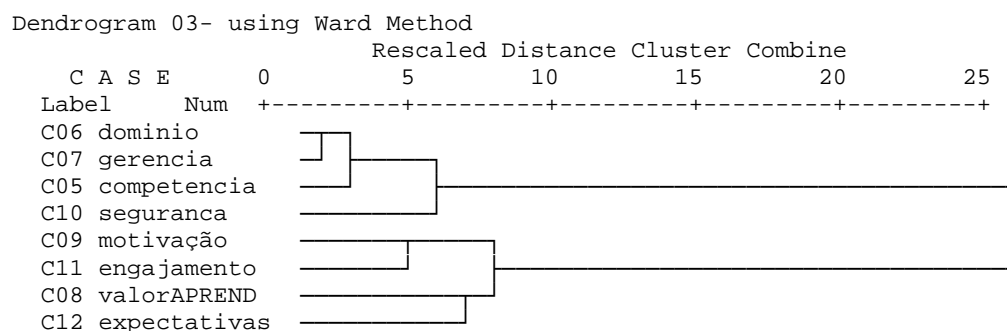 Dendrogram 03- using Ward Method
Rescaled Distance Cluster Combine
C A S E 0 5 10 15 20 25
Label Num +---------+---------+---------+---------+---------+
C06 dominio
C07 gerencia
C05 competencia
C10 seguranca
C09 motivação
C11 engajamento
C08 valorAPREND
C12 expectativas